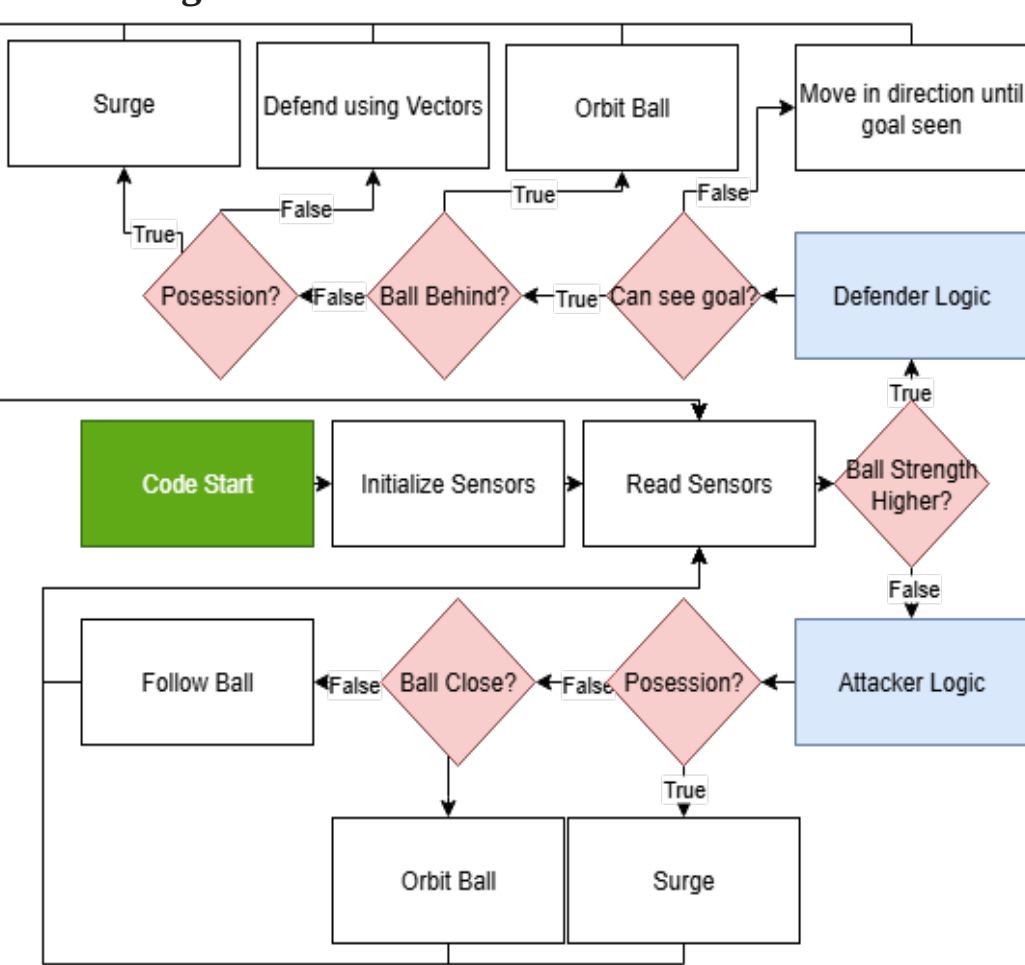 Surge
Defend using Vectors
Orbit Ball
Move in direction until
goal seen
True
False
True
False
Posession?
False
Ball Behind?
True
Can see goal?
Defender Logic
True
Code Start
Initialize Sensors
Read Sensors
Ball Strength
Higher?
False
Follow Ball
False
Ball Close?
False
Posession?
Attacker Logic
True
Orbit Ball
Surge